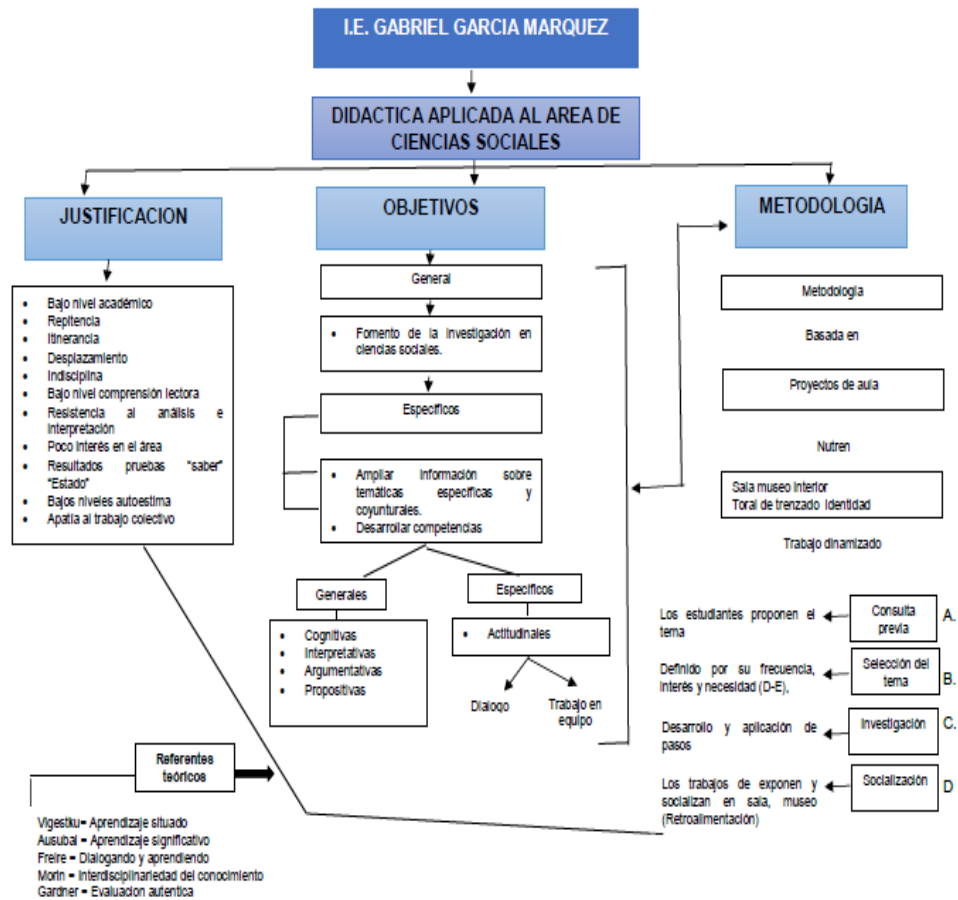 I.E. GABRIEL GARCIA MARQUEZ
DIDACTICA APLICADA AL AREA DE
CIENCIAS SOCIALES
JUSTIFICACION
• Bajo nivel académico
• Repitencia
• Itinerancia
• Desplazamiento
• Indisciplina
• Bajo nivel comprensión lectora
• Resistencia al análisis e
interpretación
• Poco interés en el área
• Resultados pruebas "saber"
"Estado"
• Bajos niveles autoestima
• Apatía al trabajo colectivo
OBJETIVOS
General
• Fomento de la investigación en
ciencias sociales.
Específicos
• Ampliar información sobre
temáticas específicas y
coyunturales.
• Desarrollar competencias
Generales
• Cognitivas
• Interpretativas
• Argumentativas
• Propositivas
Específicos
• Actitudinales
Dialogo
Trabajo en
equipo
METODOLOGIA
Metodología
Basada en
Proyectos de aula
Nutren
Sala museo interior
Toral de trenzado Identidad
Trabajo dinamizado
Los estudiantes proponen el
tema
Consulta
previa
A.
Definido por su frecuencia,
interés y necesidad (D-E),
Selección del
tema
B.
Desarrollo y aplicación de
pasos
Investigación
C.
Los trabajos de exponen y
socializan en sala, museo
(Retroalimentación)
Socialización
D
Referentes
teóricos
Vigestku= Aprendizaje situado
Ausubal = Aprendizaje significativo
Freire = Dialogando y aprendiendo
Morin = Interdisciplinariedad del conocimiento
Gardner = Evaluacion autentica